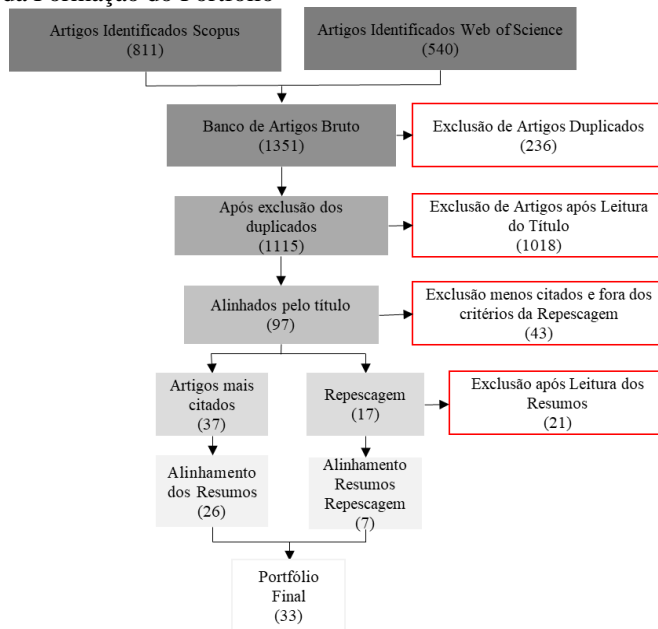 da Formação do Portfólio
Artigos Identificados Scopus
(811)
Artigos Identificados Web of Science
(540)
Banco de Artigos Bruto
(1351)
Exclusão de Artigos Duplicados
(236)
Após exclusão dos
duplicados
(1115)
Exclusão de Artigos após Leitura
do Título
(1018)
Alinhados pelo título
(97)
Exclusão menos citados e fora dos
critérios da Repescagem
(43)
Artigos mais
citados
(37)
Repescagem
(17)
Exclusão após Leitura dos
Resumos
(21)
Alinhamento
dos Resumos
(26)
Alinhamento
Resumos
Repescagem
(7)
Portfólio
Final
(33)